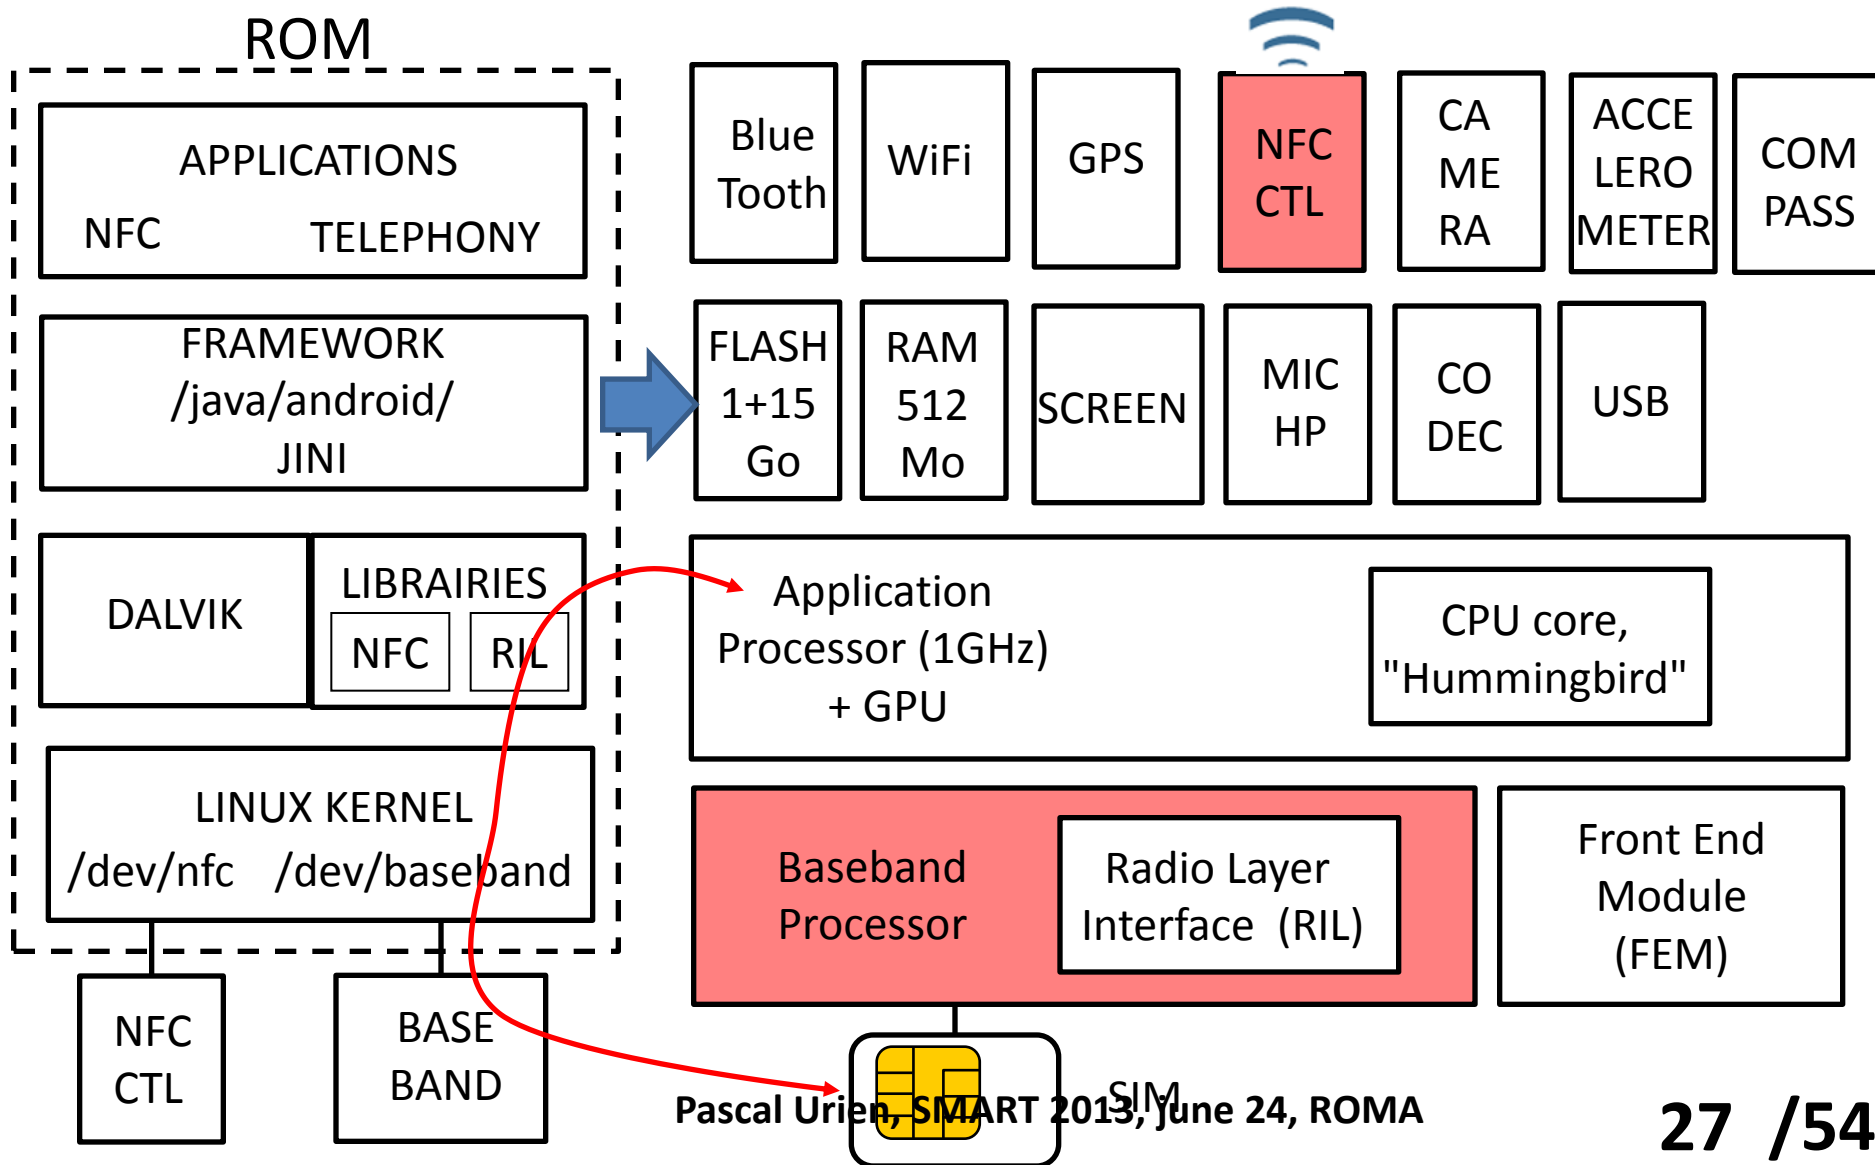 ROM
APPLICATIONS
NFC TELEPHONY
FRAMEWORK
/java/android/
JINI
DALVIK
LIBRAIRIES
NFC RIL
LINUX KERNEL
/dev/nfc /dev/baseband
NFC
CTL
BASE
BAND
Blue
Tooth
WiFi
GPS
NFC
CTL
CA
ME
RA
ACCE
LERO
METER
COM
PASS
FLASH
1+15
Go
RAM
512
Mo
SCREEN
MIC
HP
CO
DEC
USB
Application
Processor (1GHz)
+ GPU
CPU core,
"Hummingbird"
Baseband
Processor
Radio Layer
Interface (RIL)
Front End
Module
(FEM)
SIM
Pascal Urien, SMART 2013, june 24, ROMA
27 /54